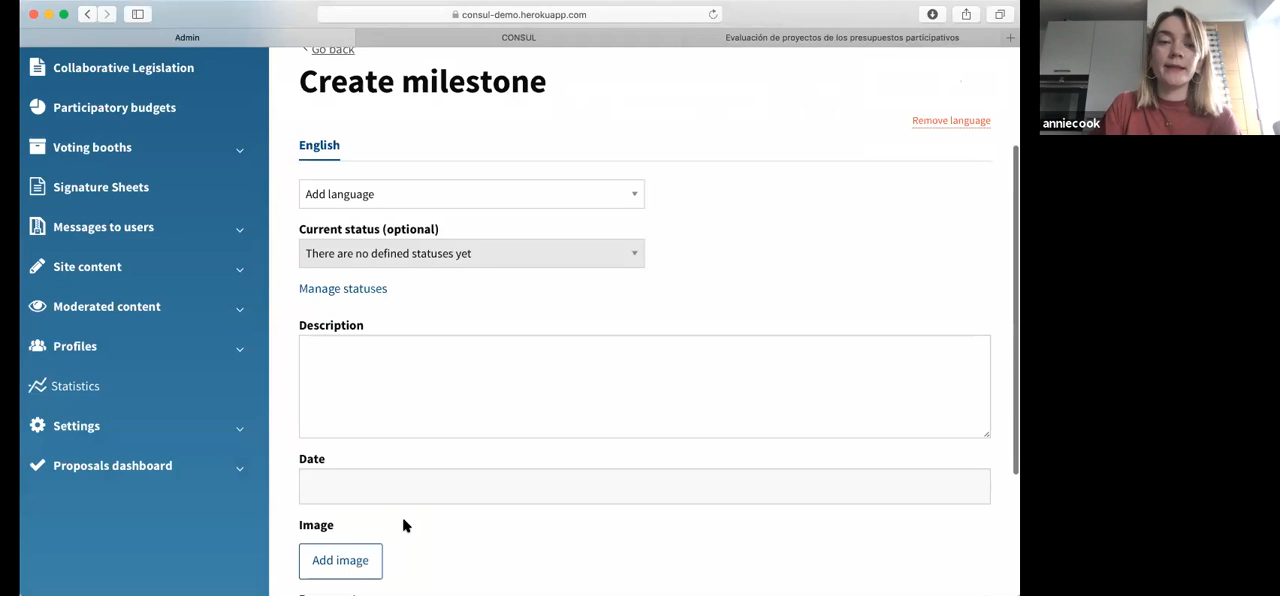 consul-demo.herokuapp.com
Admin
CONSUL
Evaluación de proyectos de los presupuestos participativos
Collaborative Legislation
Participatory budgets
Voting booths
Signature Sheets
Messages to users
Site content
Moderated content
Profiles
Statistics
Settings
Proposals dashboard
Go back
Create milestone
Remove language
English
Add language
Current status (optional)
There are no defined statuses yet
Manage statuses
Description
Date
Image
Add image
anniecook